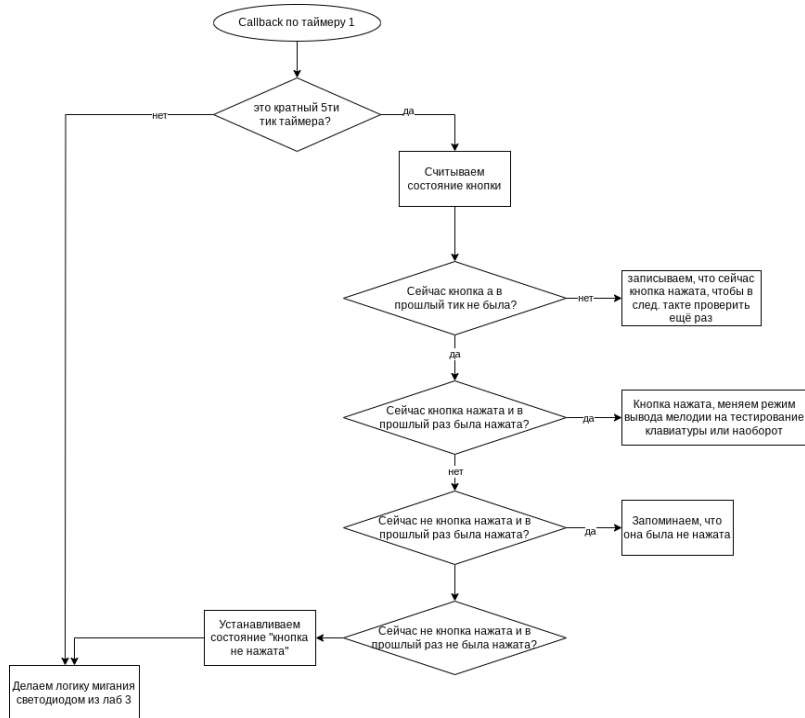 Callback по таймеру 1
это кратный 5ти
тик таймера?
нет
да
Считываем
состояние кнопки
Сейчас кнопка а в
прошлый тик не была?
нет
записываем, что сейчас
кнопка нажата, чтобы в
след. такте проверить
ещё раз
да
Сейчас кнопка нажата и в
прошлый раз была нажата?
да
Кнопка нажата, меняем режим
вывода мелодии на тестирование
клавиатуры или наоборот
нет
Сейчас не кнопка нажата и в
прошлый раз была нажата?
да
Запоминаем, что
она была не нажата
Сейчас не кнопка нажата и в
прошлый раз не была нажата?
Устанавливаем
состояние "кнопка
не нажата"
Делаем логику мигания
светодиодом из лаб 3